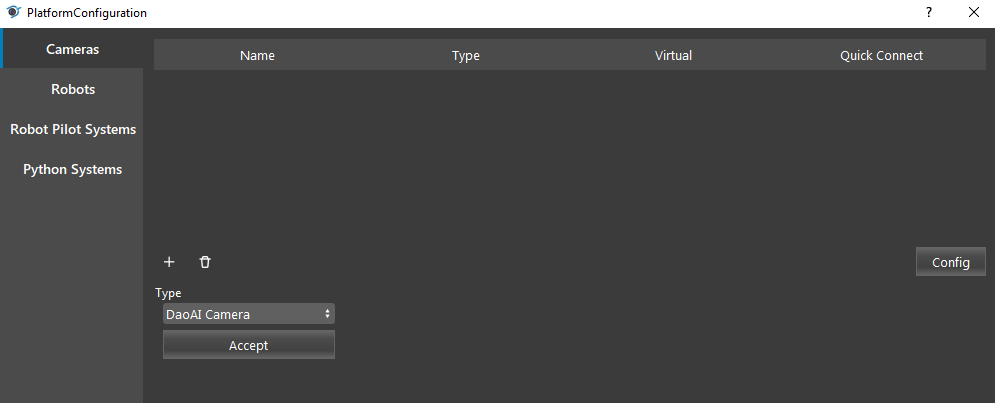 PlatformConfiguration
?
Cameras
Name Type Virtual Quick Connect
Robots
Robot Pilot Systems
Python Systems
Config
Type
DaoAI Camera
Accept